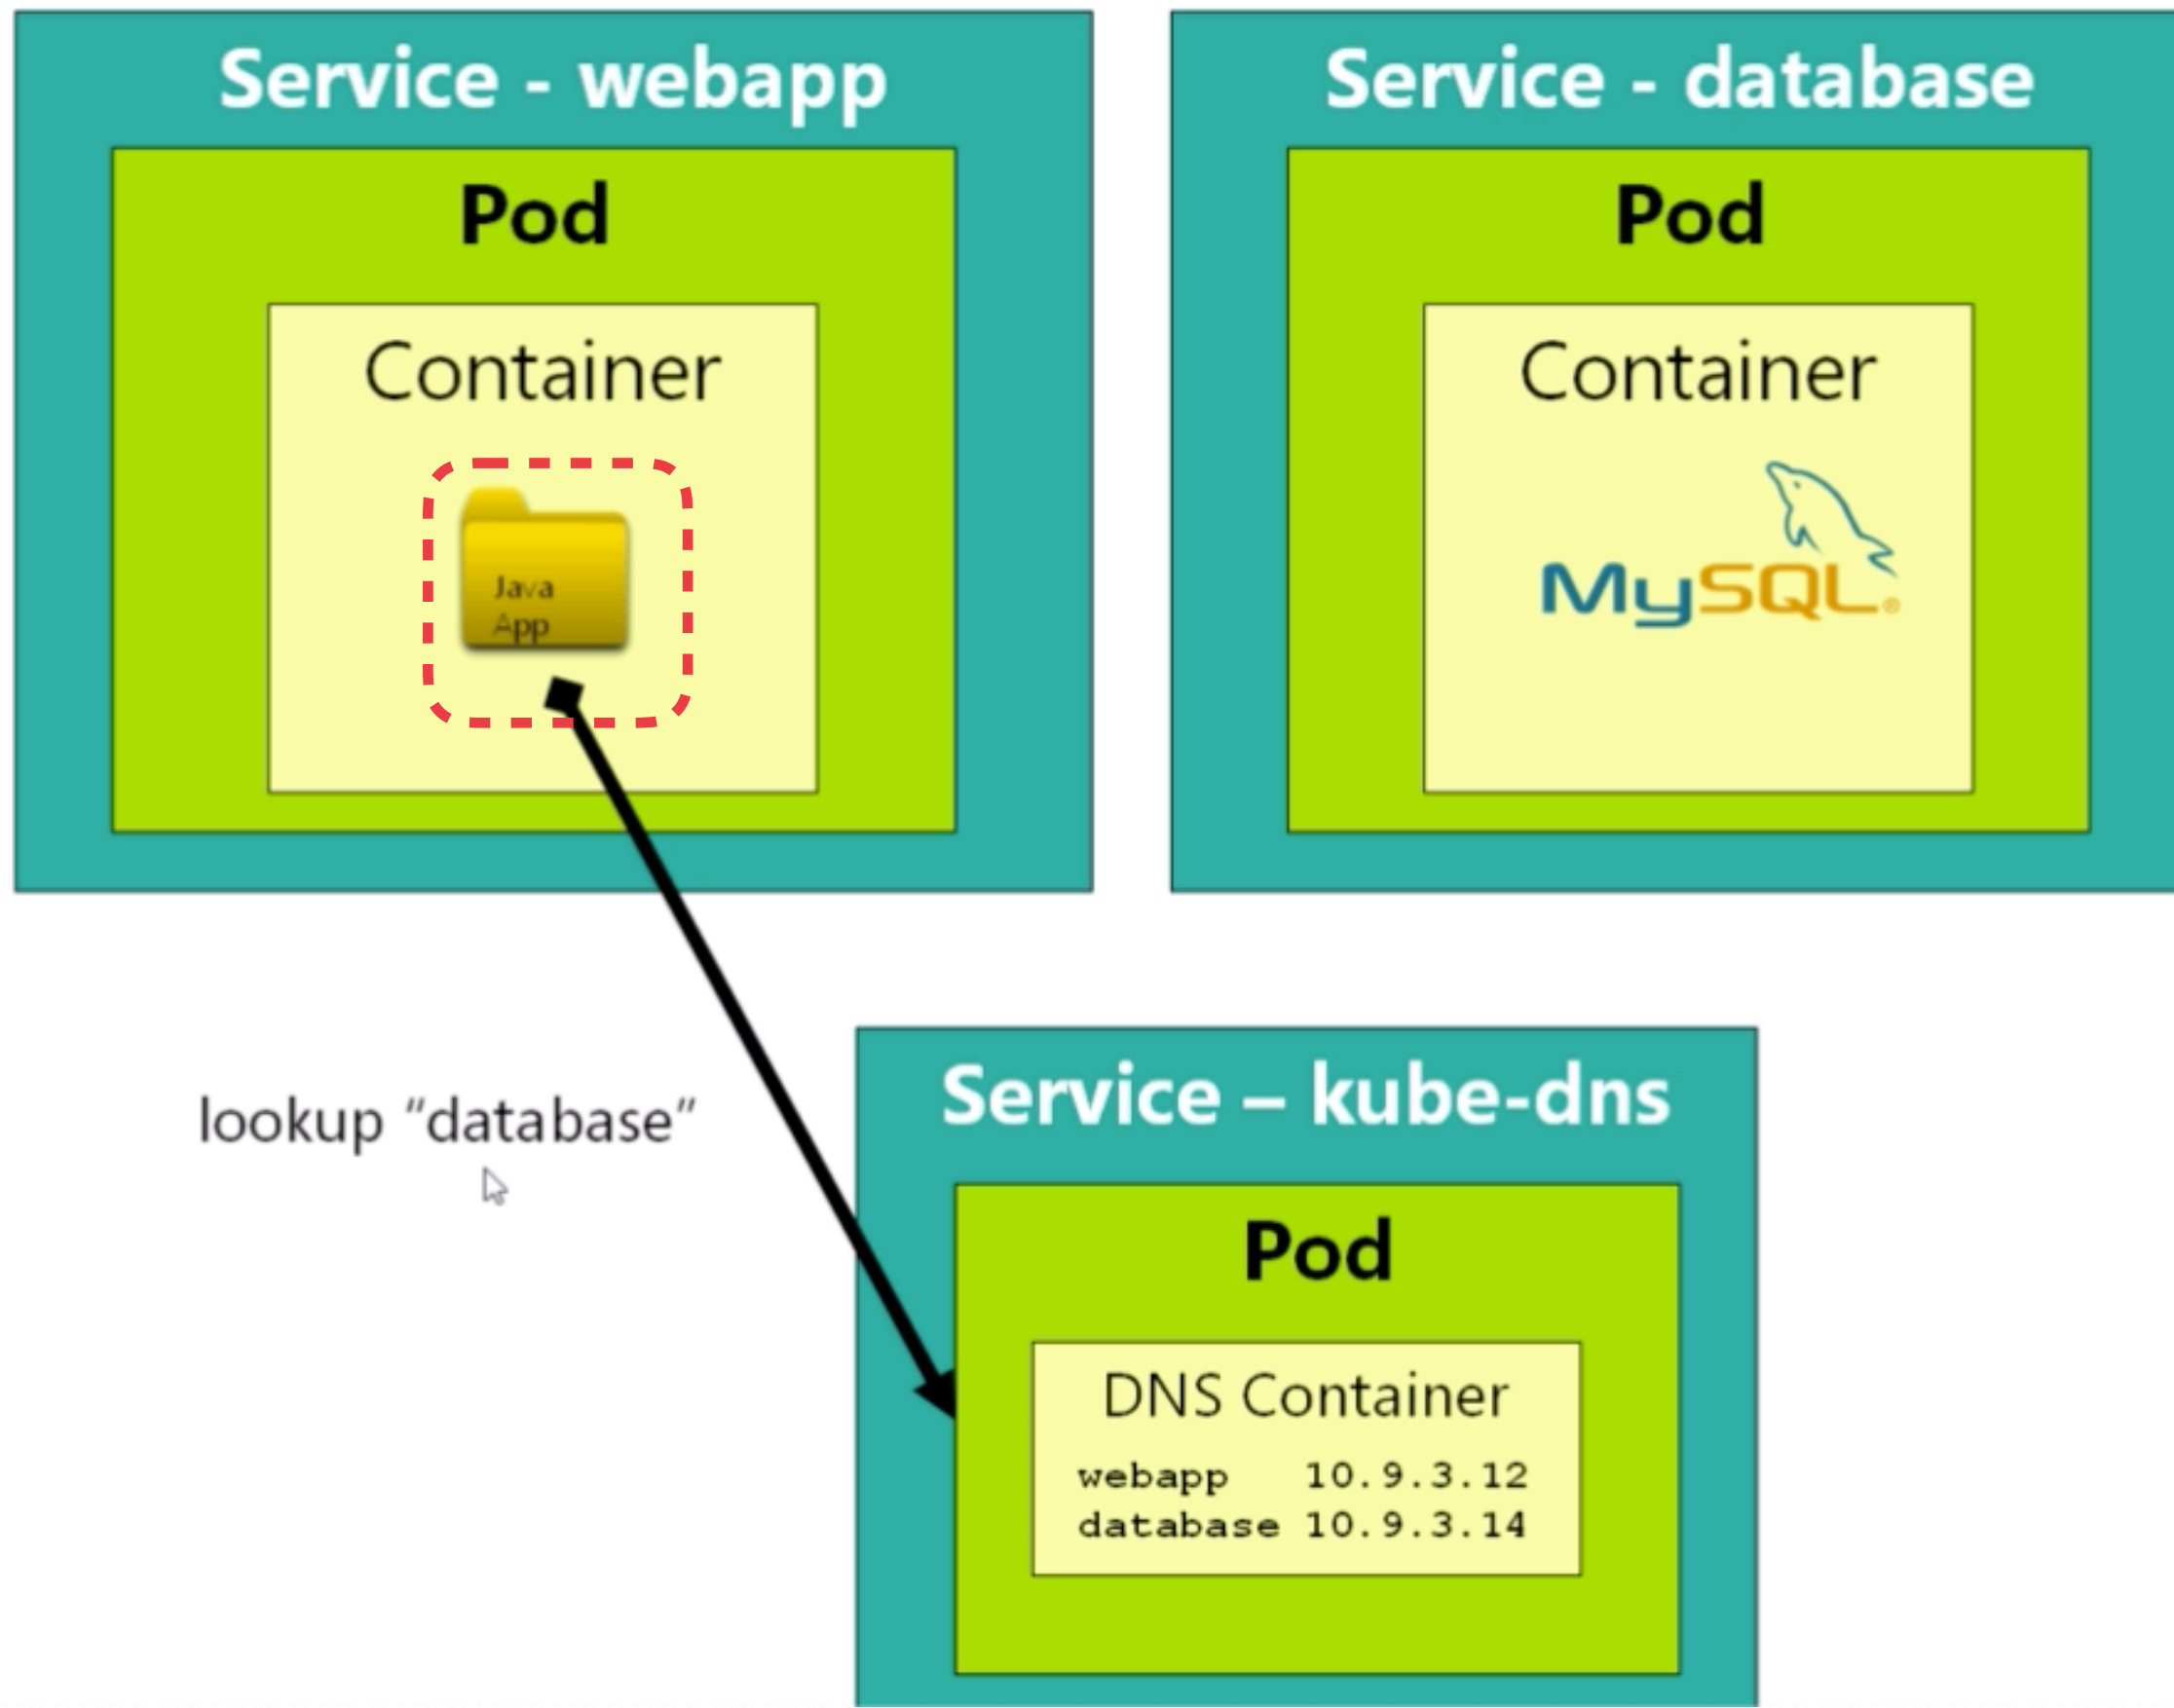 Service - webapp
Pod
Container
Java
App
Service - database
Pod
Container
MySQL®
lookup “database”
Service – kube-dns
Pod
DNS Container
webapp 10.9.3.12
database 10.9.3.14